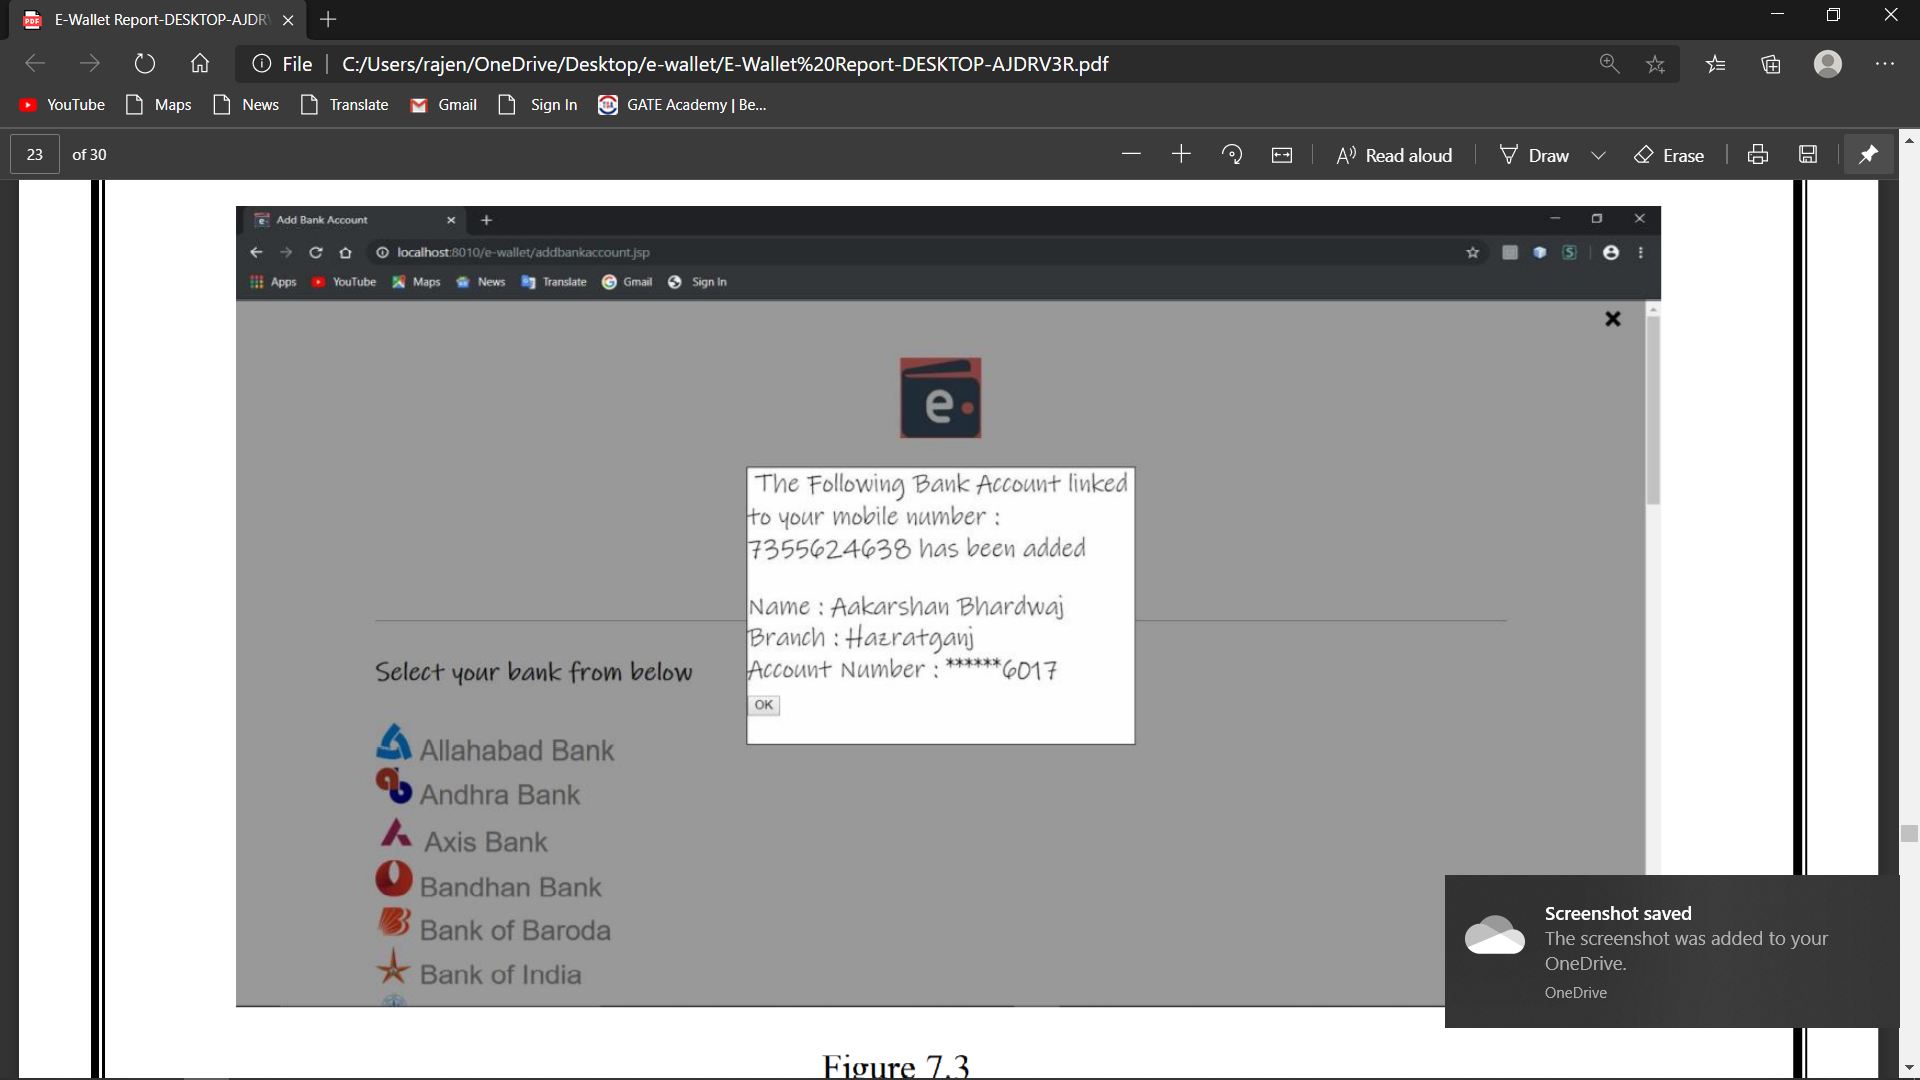 E-Wallet Report-DESKTOP-AJDRV
File
C:/Users/rajen/OneDrive/Desktop/e-wallet/E-Wallet%20Report-DESKTOP-AJDRV3R.pdf
YouTube Maps News Translate Gmail Sign In GATE Academy | Be...
23 of 30 Read aloud Draw Erase
Add Bank Account
localhost:8010/e-wallet/addbankaccount.jsp
Apps YouTube Maps News Translate Gmail Sign In
e
The Following Bank Account linked
to your mobile number :
7355624638 has been added
Name : Aakarshan Bhardwaj
Branch : Hazratganj
Account Number : ******6017
OK
Select your bank from below
Allahabad Bank
Andhra Bank
Axis Bank
Bandhan Bank
Bank of Baroda
Bank of India
Screenshot saved
The screenshot was added to your
OneDrive.
OneDrive
Figure 7.3